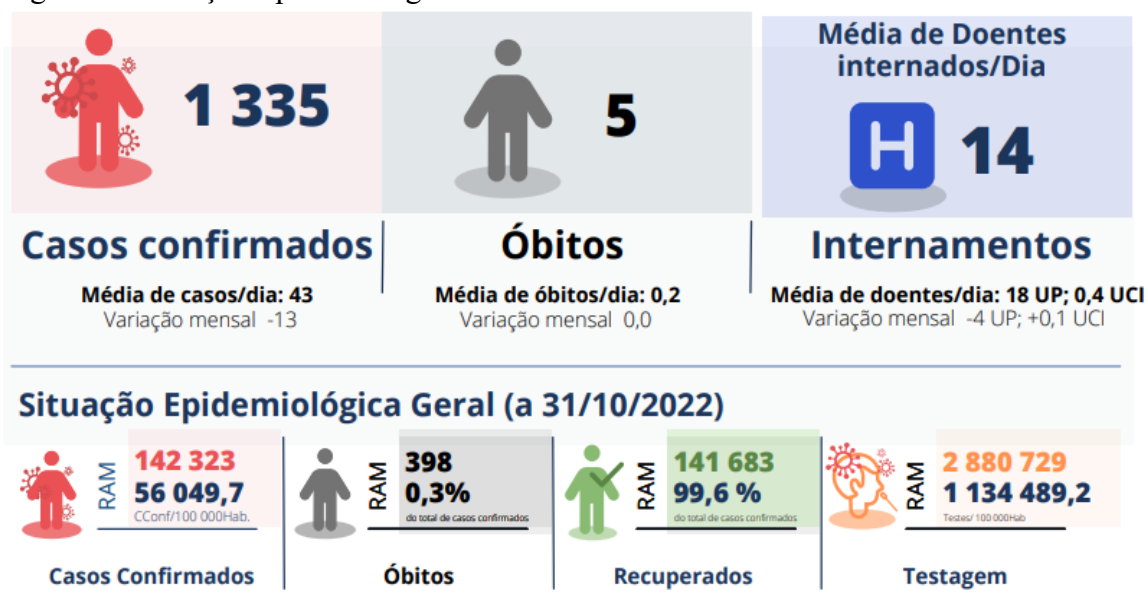 1 335
Casos confirmados
Média de casos/dia: 43
Variação mensal -13
5
Óbitos
Média de óbitos/dia: 0,2
Variação mensal 0,0
Média de Doentes
internados/Dia
H
14
Internamentos
Média de doentes/dia: 18 UP; 0,4 UCI
Variação mensal -4 UP; +0,1 UCI
Situação Epidemiológica Geral (a 31/10/2022)
RAM
142 323
56 049,7
CConf/100 000Hab.
Casos Confirmados
RAM
398
0,3%
do total de casos confirmados
Óbitos
RAM
141 683
99,6 %
do total de casos confirmados
Recuperados
RAM
2 880 729
1 134 489,2
Testes/ 100 000Hab
Testagem